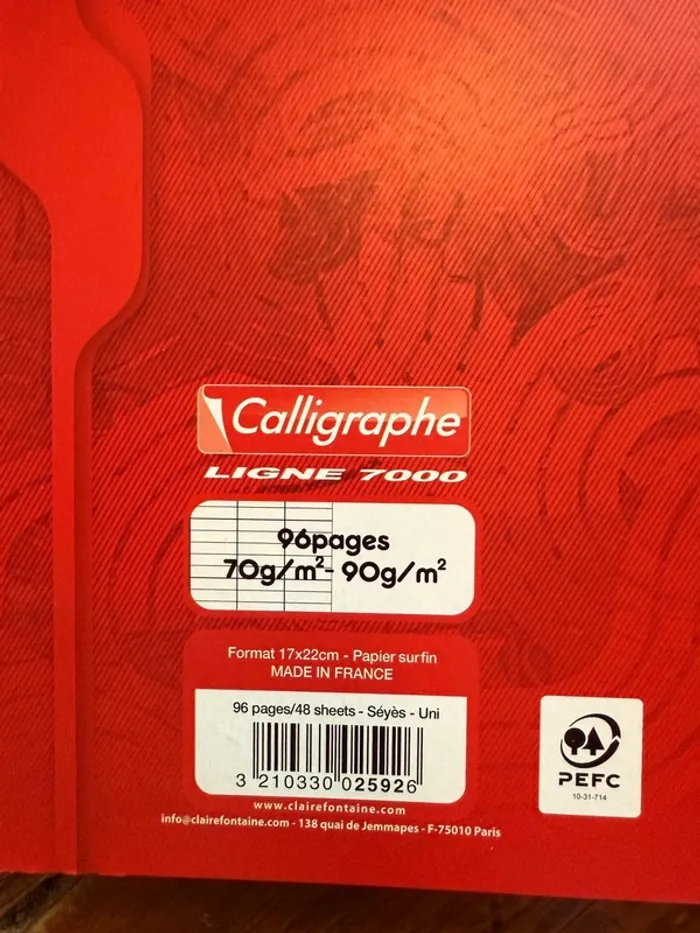 Calligraphe
LIGNE 7000
96pages
70g/m²- 90g/m²
Format 17x22cm - Papier surfin
MADE IN FRANCE
96 pages/48 sheets - Séyès - Uni
3 210330 025926
PEFC
10-31-714
www.clairefontaine.com
info@clairefontaine.com - 138 quai de Jemmapes - F-75010 Paris